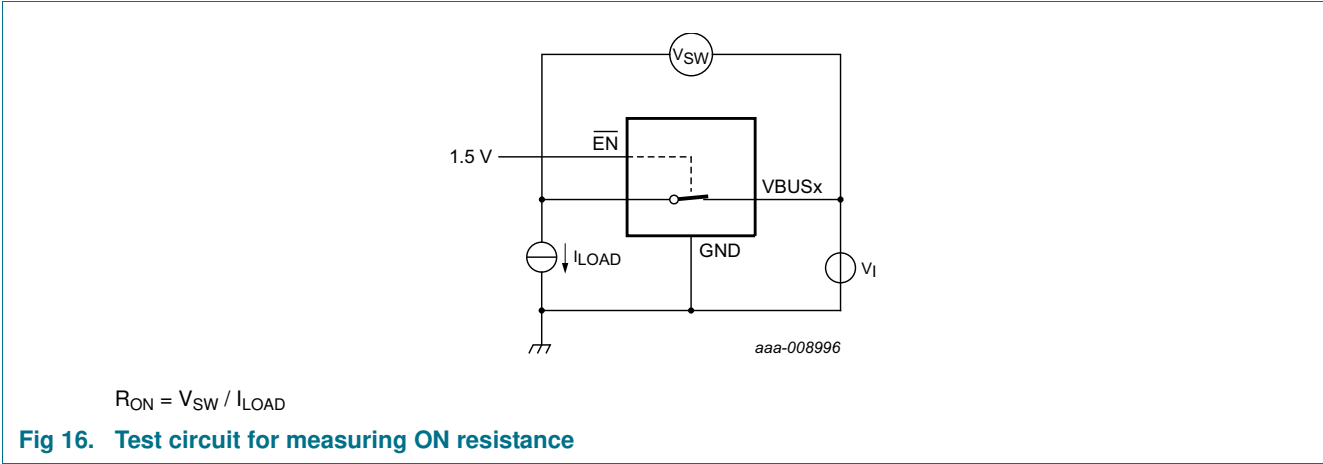 VSW
EN
1.5 V
VBUSx
GND
ILOAD
VI
aaa-008996
RON = VSW / ILOAD
Fig 16. Test circuit for measuring ON resistance